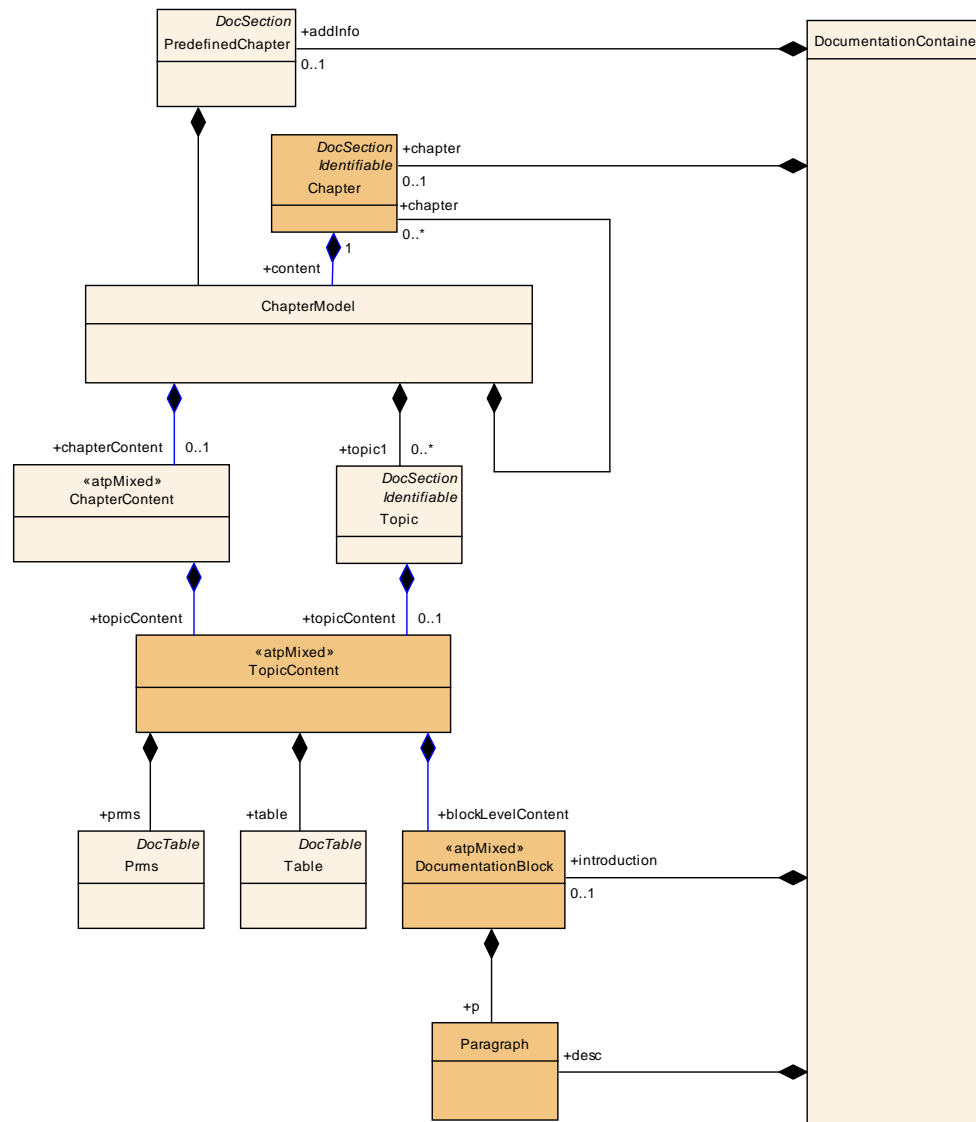 DocSection
PredefinedChapter
+addInfo
0..1
DocumentationContaine
DocSection
Identifiable
Chapter
+chapter
0..1
+chapter
0..*
1
+content
ChapterModel
+chapterContent
0..1
+topic1
0..*
«atpMixed»
ChapterContent
DocSection
Identifiable
Topic
+topicContent
+topicContent
0..1
«atpMixed»
TopicContent
+prms
+table
+blockLevelContent
DocTable
Prms
DocTable
Table
«atpMixed»
DocumentationBlock
+introduction
0..1
+p
Paragraph
+desc